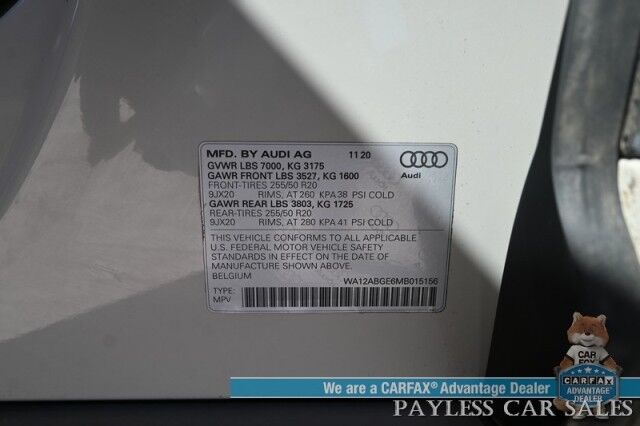 MFD. BY AUDI AG 11 20
GVWR LBS 7000, KG 3175
GAWR FRONT LBS 3527, KG 1600
FRONT-TIRES 255/50 R20
9JX20 RIMS, AT 260 KPA 38 PSI COLD
GAWR REAR LBS 3803, KG 1725
REAR-TIRES 255/50 R20
9JX20 RIMS, AT 280 KPA 41 PSI COLD
Audi
THIS VEHICLE CONFORMS TO ALL APPLICABLE
U.S. FEDERAL MOTOR VEHICLE SAFETY
STANDARDS IN EFFECT ON THE DATE OF
MANUFACTURE SHOWN ABOVE.
BELGIUM
WA12ABGE6MB015156
TYPE:
MPV
We are a CARFAX® Advantage Dealer
PAYLESS CAR SALES
CAR
FOX
CARFAX
ADVANTAGE
DEALER